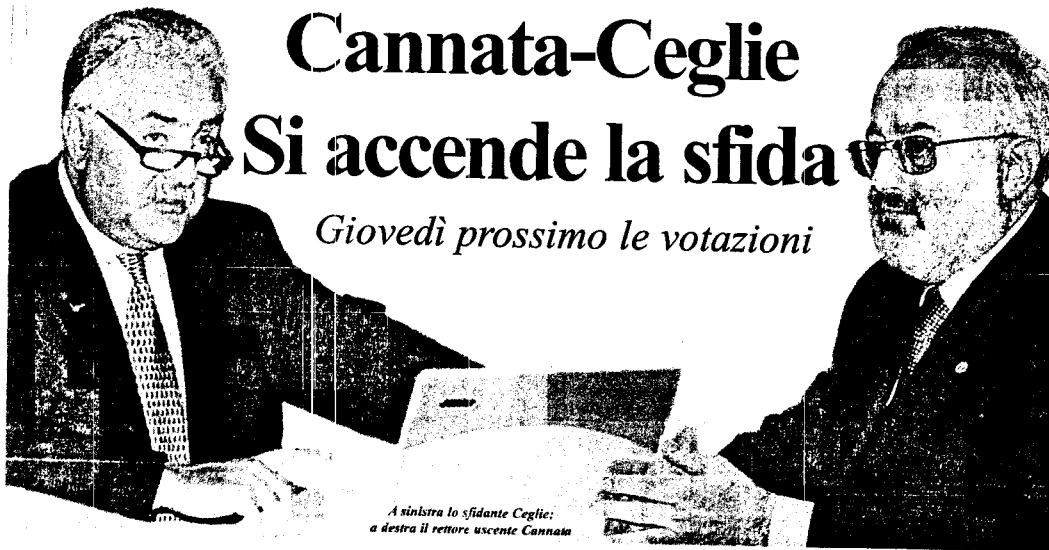 Cannata-Ceglie
Si accende la sfida
Giovedì prossimo le votazioni
A sinistra lo sfidante Ceglie;
a destra il rettore uscente Cannata